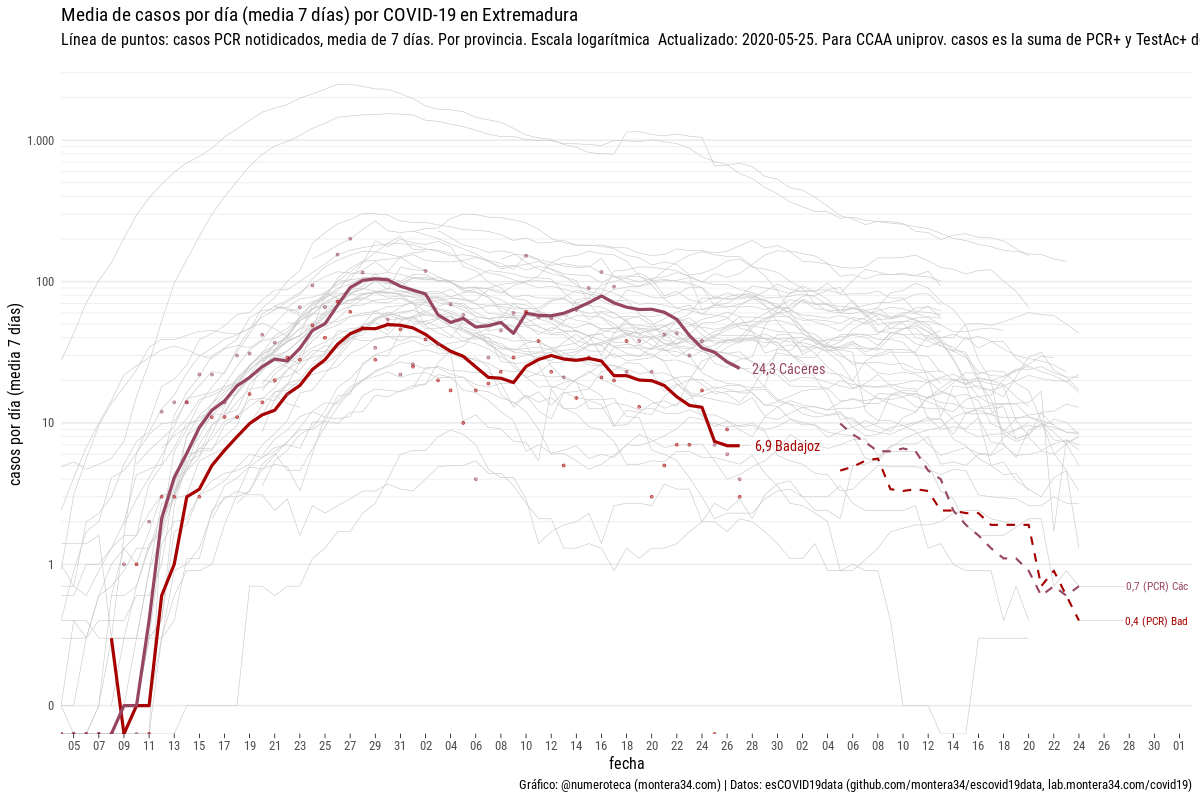 Media de casos por día (media 7 días) por COVID-19 en Extremadura
Línea de puntos: casos PCR notidicados, media de 7 días. Por provincia. Escala logarítmica  Actualizado: 2020-05-25. Para CCAA uniprov. casos es la suma de PCR+ y TestAc+ d
casos por día (media 7 días)
1.000
100
10
1
0
24,3 Cáceres
6,9 Badajoz
0,7 (PCR) Các
0,4 (PCR) Bad
05 07 09 11 13 15 17 19 21 23 25 27 29 31 02 04 06 08 10 12 14 16 18 20 22 24 26 28 30 02 04 06 08 10 12 14 16 18 20 22 24 26 28 30 01
fecha
Gráfico: @numeroteca (montera34.com) | Datos: esCOVID19data (github.com/montera34/escovid19data, lab.montera34.com/covid19)